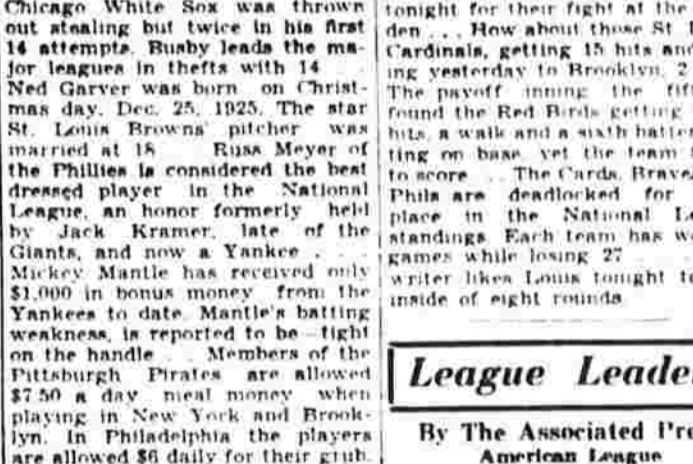 Chicago White Sox was thrown
out stealing but twice in his first
16 attempts. Busby leads the ma-
jor leagues in thefts with 14
Ned Garver was born on Christ-
mas day, Dec. 25, 1925. The star
St. Louis Browns' pitcher was
married at 18 Russ Meyer of
the Phillies is considered the best
dressed player in the National
League, an honor formerly held
by Jack Kramer, late of the
Giants, and now a Yankee . . .
Mickey Mantle has received only
$1,000 in bonus money from the
Yankees to date. Mantle's batting
weakness, is reported to be—tight
on the handle . . Members of the
Pittsburgh Pirates are allowed
$7.50 a day meal money when
playing in New York and Brook-
lyn. In Philadelphia the players
are allowed $6 daily for their grub.
tonight for their fight at the
den . . . How about those St
Cardinals, getting 15 hits and
ing yesterday to Brooklyn, 2
The payoff inning the fif
found the Red Birds getting
hits, a walk and a sixth batter
ting on base, yet the team
to score . . The Cards, Brave
Phils are deadlocked for
place in the National L
standings. Each team has w
games while losing 27
writer likes Louis tonight t
inside of eight rounds
League Leade
By The Associated Pre
American League